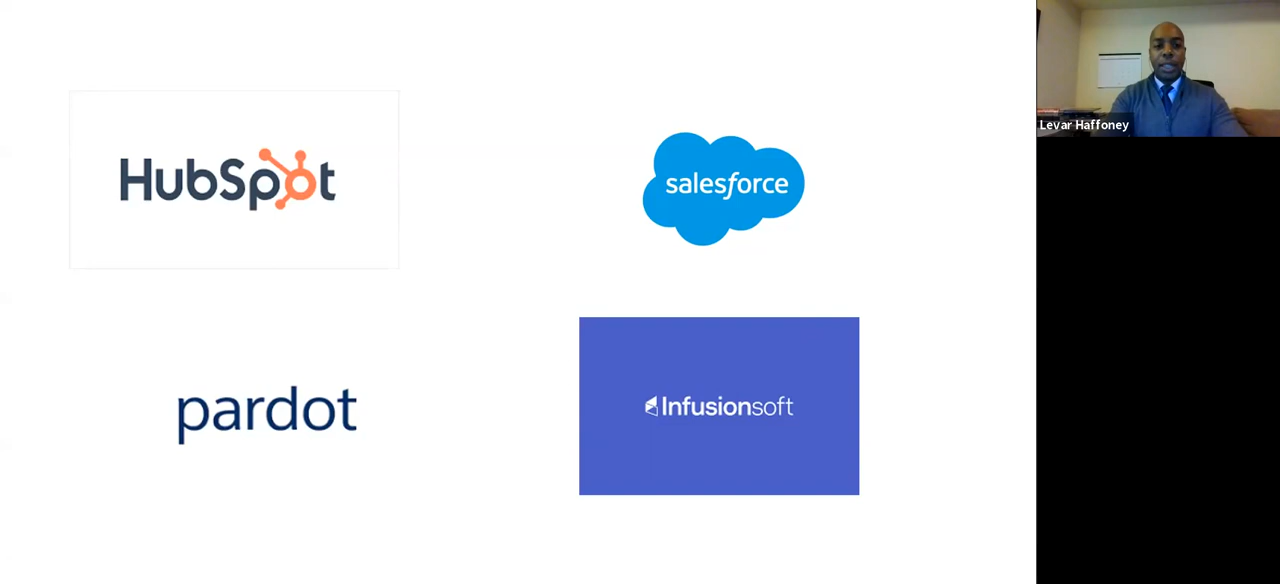 HubSpot
salesforce
Levar Haffoney
pardot
Infusionsoft